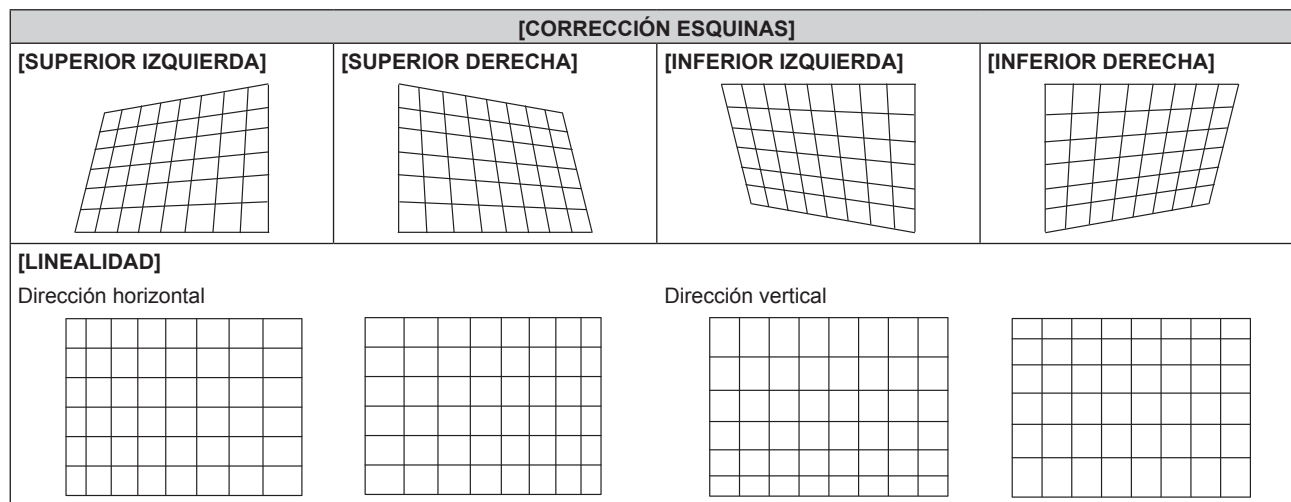 [CORRECCIÓN ESQUINAS]
[SUPERIOR IZQUIERDA]
[SUPERIOR DERECHA]
[INFERIOR IZQUIERDA]
[INFERIOR DERECHA]
[LINEALIDAD]
Dirección horizontal
Dirección vertical